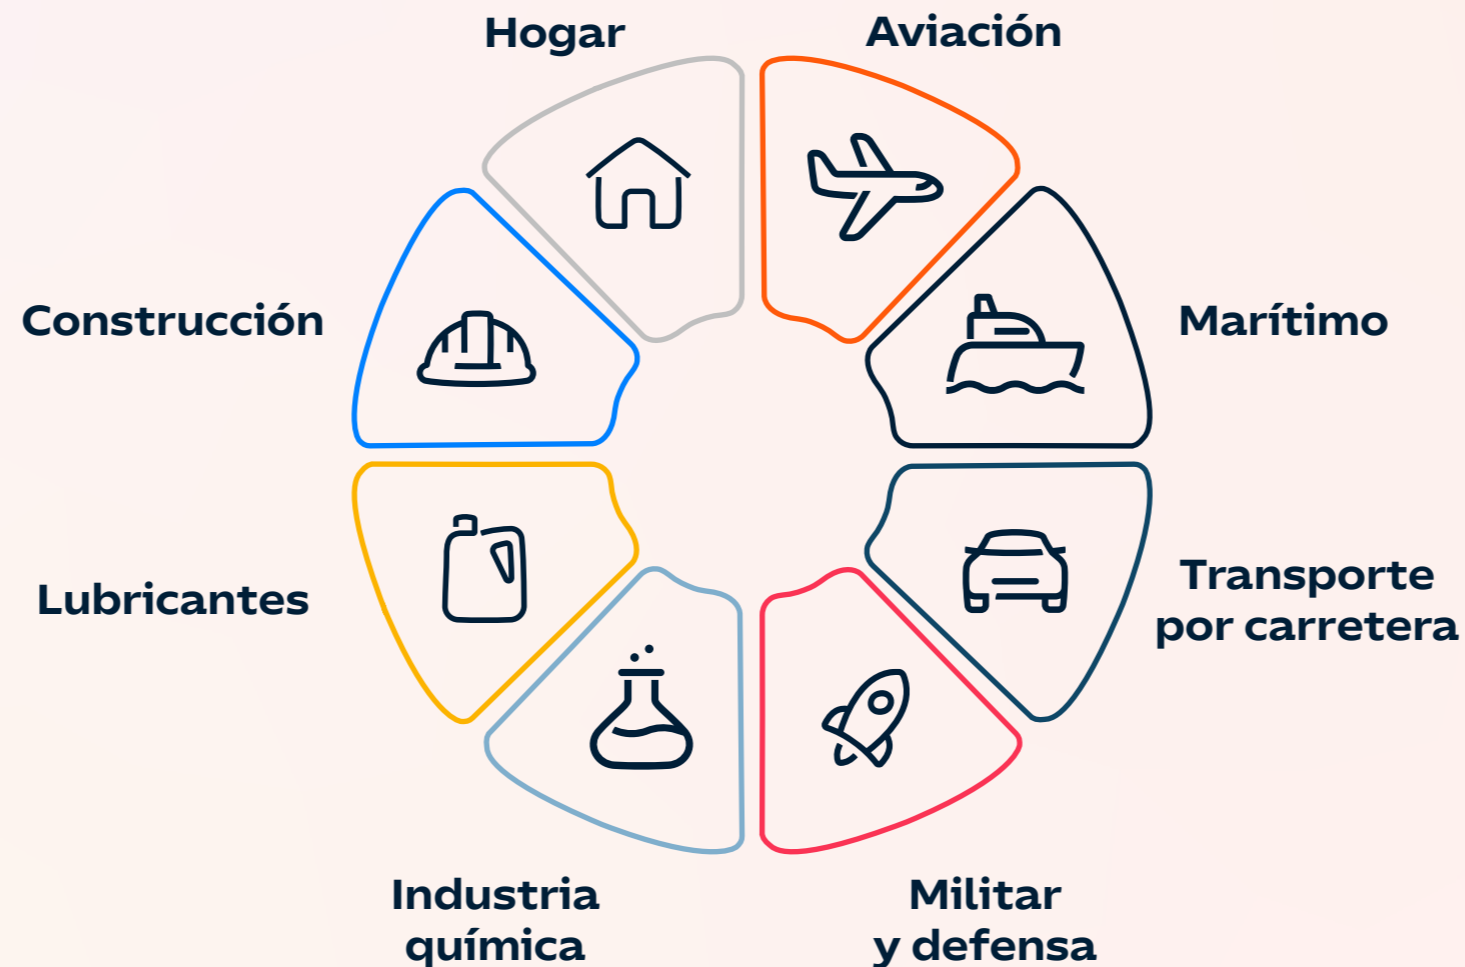 Hogar
Aviación
Construcción
Marítimo
Lubricantes
Transporte
por carretera
Industria
química
Militar
y defensa